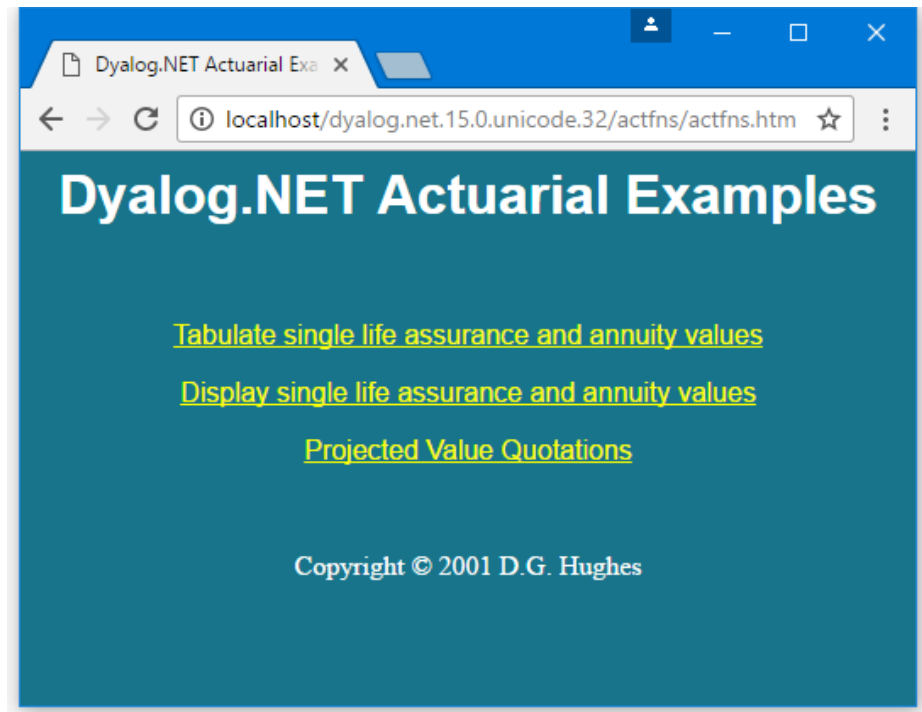 Dyalog.NET Actuarial Exa
localhost/dyalog.net.15.0.unicode.32/actfns/actfns.htm
Dyalog.NET Actuarial Examples
Tabulate single life assurance and annuity values
Display single life assurance and annuity values
Projected Value Quotations
Copyright © 2001 D.G. Hughes